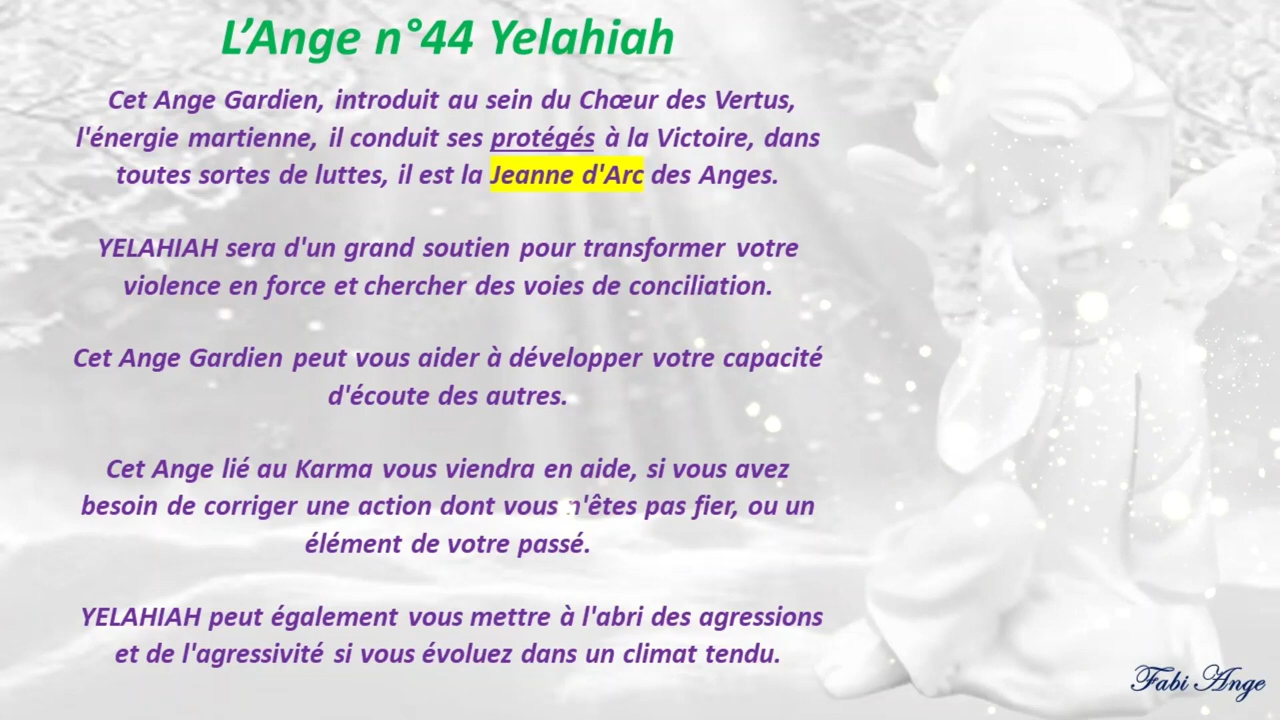 L’Ange n°44 Yelahiah
Cet Ange Gardien, introduit au sein du Chœur des Vertus,
l'énergie martienne, il conduit ses protégés à la Victoire, dans
toutes sortes de luttes, il est la Jeanne d'Arc des Anges.
YELAHIAH sera d'un grand soutien pour transformer votre
violence en force et chercher des voies de conciliation.
Cet Ange Gardien peut vous aider à développer votre capacité
d'écoute des autres.
Cet Ange lié au Karma vous viendra en aide, si vous avez
besoin de corriger une action dont vous n'êtes pas fier, ou un
élément de votre passé.
YELAHIAH peut également vous mettre à l'abri des agressions
et de l'agressivité si vous évoluez dans un climat tendu.
Fabi Ange